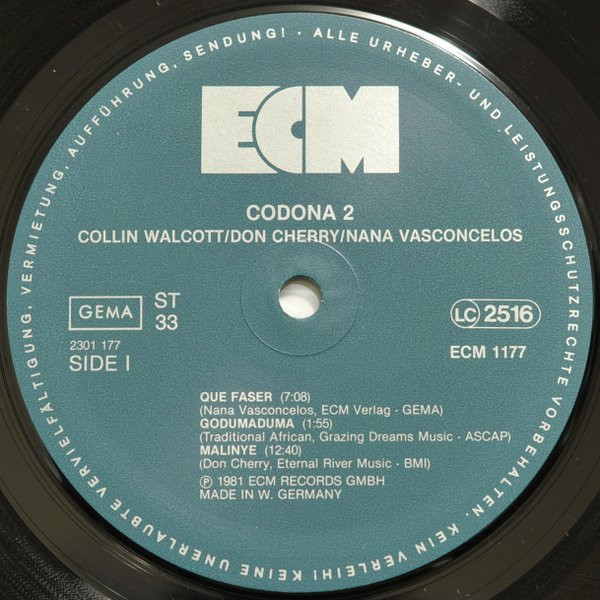 ALLE URHEBER- UND LEISTUNGSSCHUTZRECHTE VORBEHALTEN. KEIN VERLEIH! KEINE UNERLAUBTE VERVIELFÄLTIGUNG, VERMIETUNG, AUFFÜHRUNG, SENDUNG! ·
ECM
CODONA 2
COLLIN WALCOTT/DON CHERRY/NANA VASCONCELOS
GEMA
ST
33
LC 2516
2301 177
SIDE I
ECM 1177
QUE FASER (7:08)
(Nana Vasconcelos, ECM Verlag - GEMA)
GODUMADUMA (1:55)
(Traditional African, Grazing Dreams Music - ASCAP)
MALINYE (12:40)
(Don Cherry, Eternal River Music - BMI)
Ⓟ 1981 ECM RECORDS GMBH
MADE IN W. GERMANY